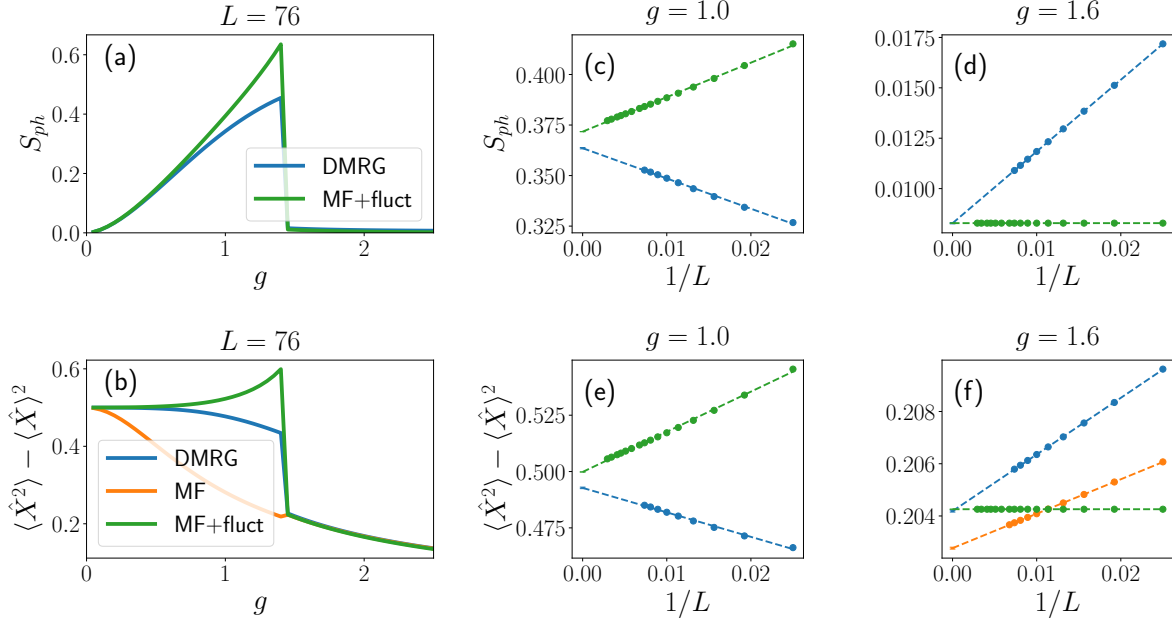 L = 76
(a)
S_{ph}
0.6
0.4
0.2
0.0
0
1
2
g
DMRG
MF+fluct
g = 1.0
(c)
S_{ph}
0.400
0.375
0.350
0.325
0.00
0.01
0.02
1/L
g = 1.6
(d)
0.0175
0.0150
0.0125
0.0100
0.00
0.01
0.02
1/L
L = 76
(b)
⟨X̂²⟩ − ⟨X̂⟩²
0.6
0.4
0.2
0
1
2
g
DMRG
MF
MF+fluct
g = 1.0
(e)
⟨X̂²⟩ − ⟨X̂⟩²
0.525
0.500
0.475
0.00
0.01
0.02
1/L
g = 1.6
(f)
0.208
0.206
0.204
0.00
0.01
0.02
1/L